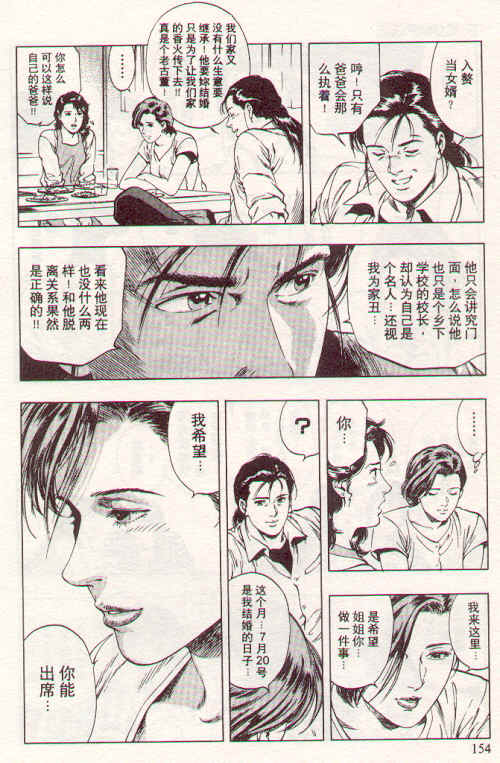 入赘
当女婿？
哼！只有
爸爸会那
么执着！
我们家又
没有什么生意要
继承！他要妳结婚
只是为了让我们家
的香火传下去!!
真是个老古董！
……
你怎么
可以这样说
自己的爸爸!!
他只会讲究门
面，怎么说他
也只是个乡下
学校的校长，
却认为自己是
个名人…还视
我为家丑…
看来他现在
也没什么两
样！和他脱
离关系果然
是正确的!!
……
你…
我来这里…
是希望
姐姐你…
做一件事…
？
这个月…7月20号
是我结婚的日子…
我希望…
你能
出席…
154